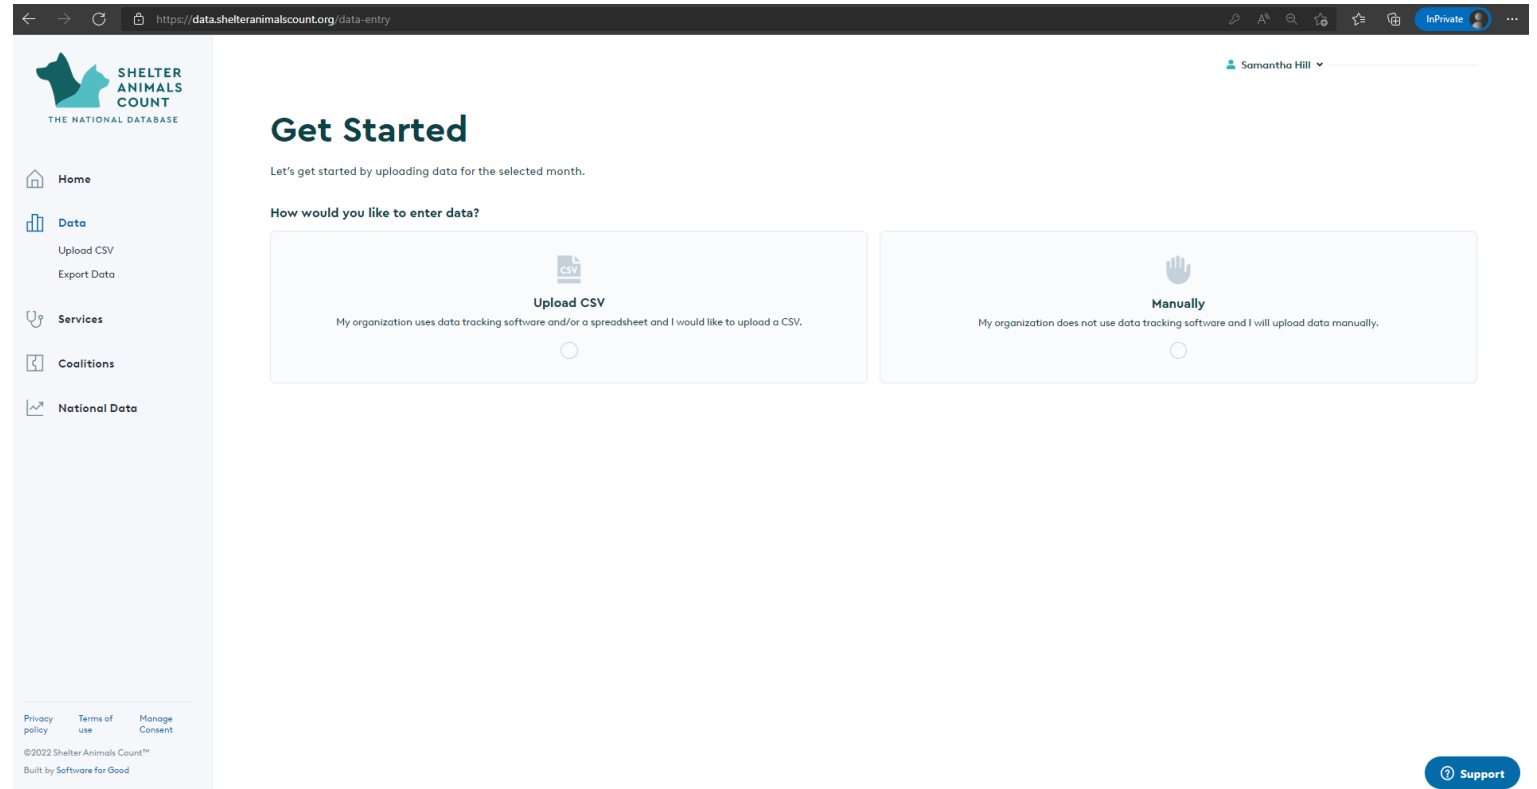 https://data.shelteranimalscount.org/data-entry
InPrivate
SHELTER
ANIMALS
COUNT
THE NATIONAL DATABASE
Samantha Hill
Get Started
Let's get started by uploading data for the selected month.
How would you like to enter data?
Home
Data
Upload CSV
Export Data
Services
Coalitions
National Data
CSV
Upload CSV
My organization uses data tracking software and/or a spreadsheet and I would like to upload a CSV.
Manually
My organization does not use data tracking software and I will upload data manually.
Privacy policy
Terms of use
Manage Consent
©2022 Shelter Animals Count™
Built by Software for Good
Support